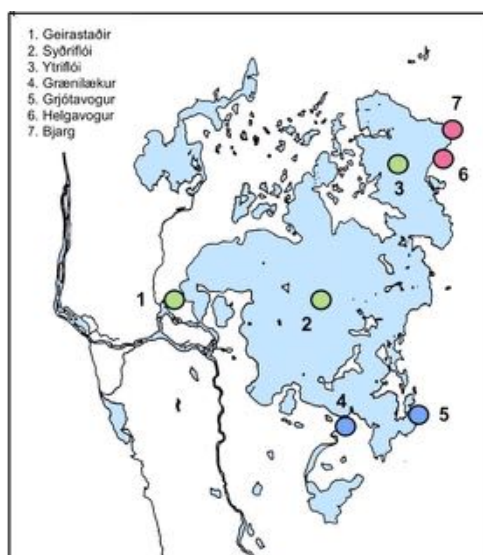 1. Geirastaðir
2. Syðriflói
3. Ytriflói
4. Grænilækur
5. Grjótavogur
6. Helgavogur
7. Bjarg
7
6
3
1
2
4
5